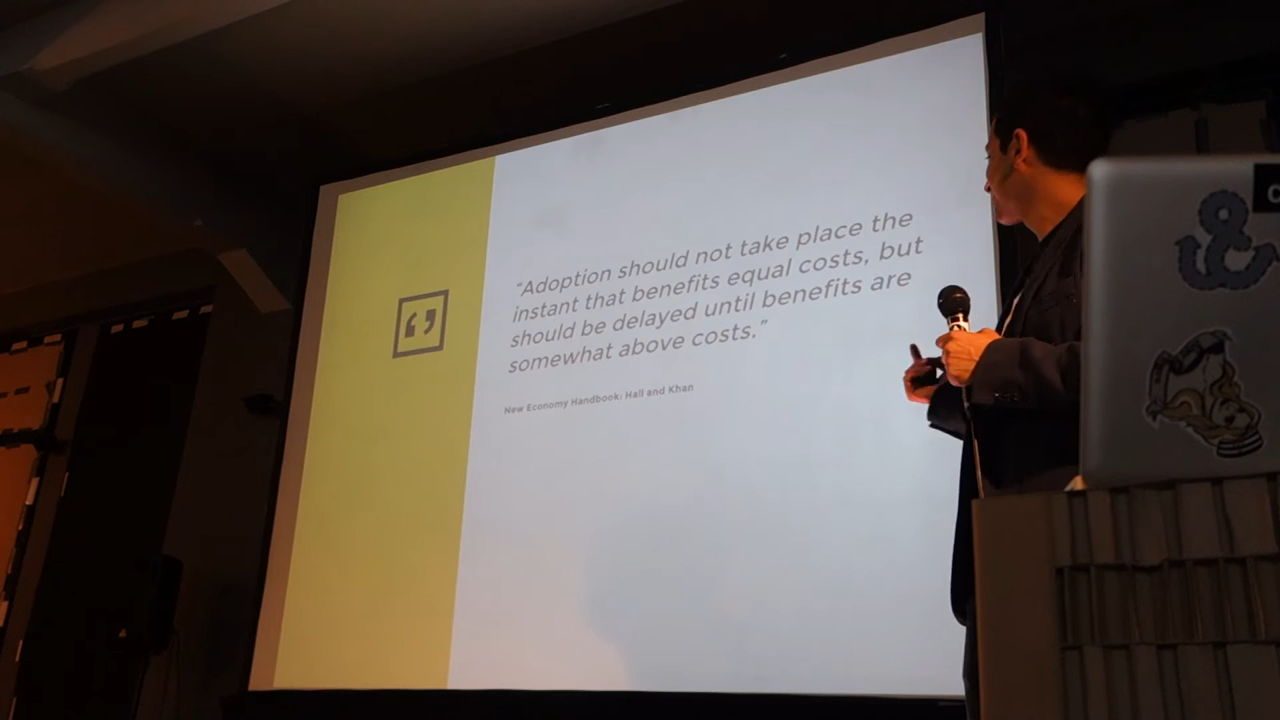 “Adoption should not take place the
instant that benefits equal costs, but
should be delayed until benefits are
somewhat above costs.”
New Economy Handbook: Hall and Khan